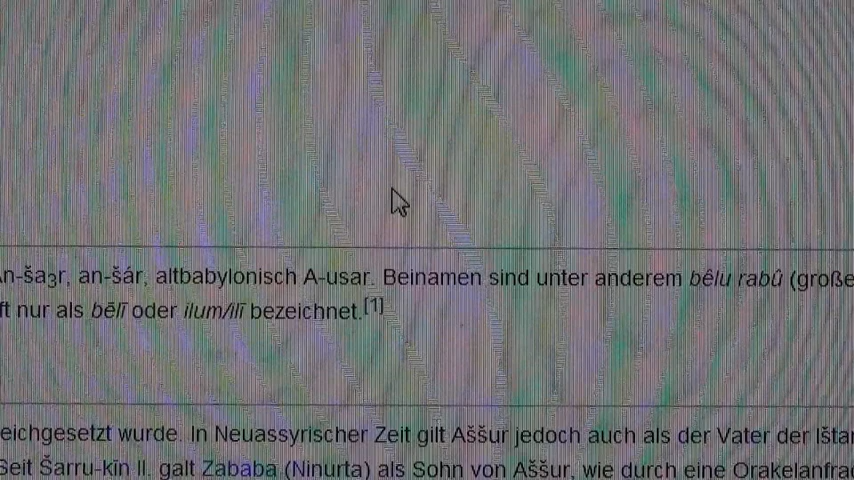 An-ša₃r, an-šár, altbabylonisch A-usar. Beinamen sind unter anderem bêlu rabû (große
ft nur als bēlī oder ilum/ilī bezeichnet.[1]
eichgesetzt wurde. In Neuassyrischer Zeit gilt Aššur jedoch auch als der Vater der Ištar
Seit Šarru-kīn II. galt Zababa (Ninurta) als Sohn von Aššur, wie durch eine Orakelanfrag